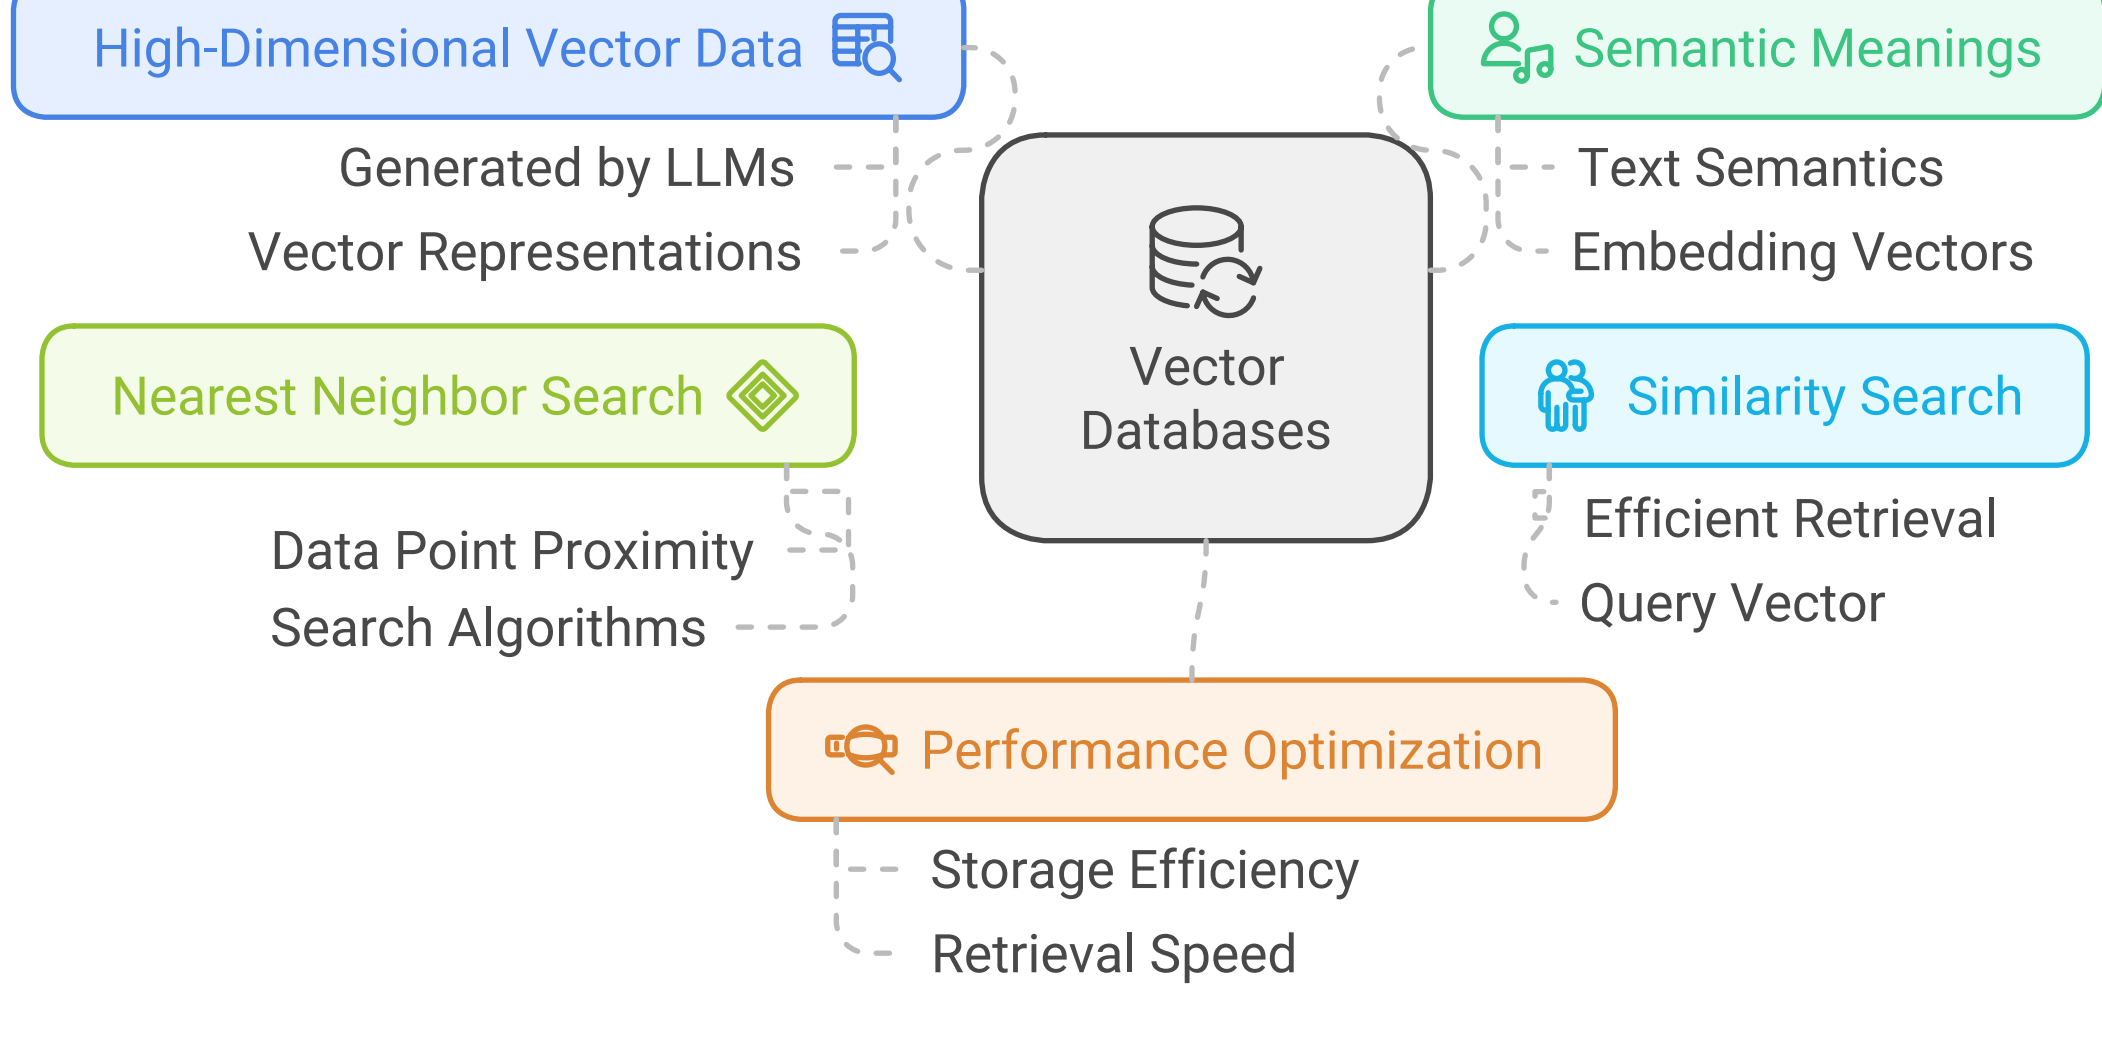 High-Dimensional Vector Data
Generated by LLMs
Vector Representations
Nearest Neighbor Search
Data Point Proximity
Search Algorithms
Vector
Databases
Semantic Meanings
Text Semantics
Embedding Vectors
Similarity Search
Efficient Retrieval
Query Vector
Performance Optimization
Storage Efficiency
Retrieval Speed